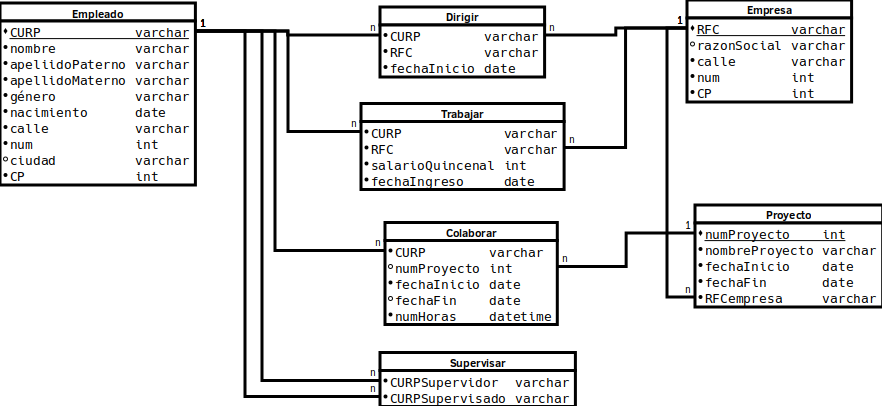 Empleado
CURP varchar
nombre varchar
apellidoPaterno varchar
apellidoMaterno varchar
género varchar
nacimiento date
calle varchar
num int
ciudad varchar
CP int
1
n
Dirigir
CURP varchar
RFC varchar
fechaInicio date
n
1
Empresa
RFC varchar
razonSocial varchar
calle varchar
num int
CP int
n
Trabajar
CURP varchar
RFC varchar
salarioQuincenal int
fechaIngreso date
n
n
Colaborar
CURP varchar
numProyecto int
fechaInicio date
fechaFin date
numHoras datetime
n
1
n
Proyecto
numProyecto int
nombreProyecto varchar
fechaInicio date
fechaFin date
RFCempresa varchar
n
n
Supervisar
CURPSupervidor varchar
CURPSupervisado varchar